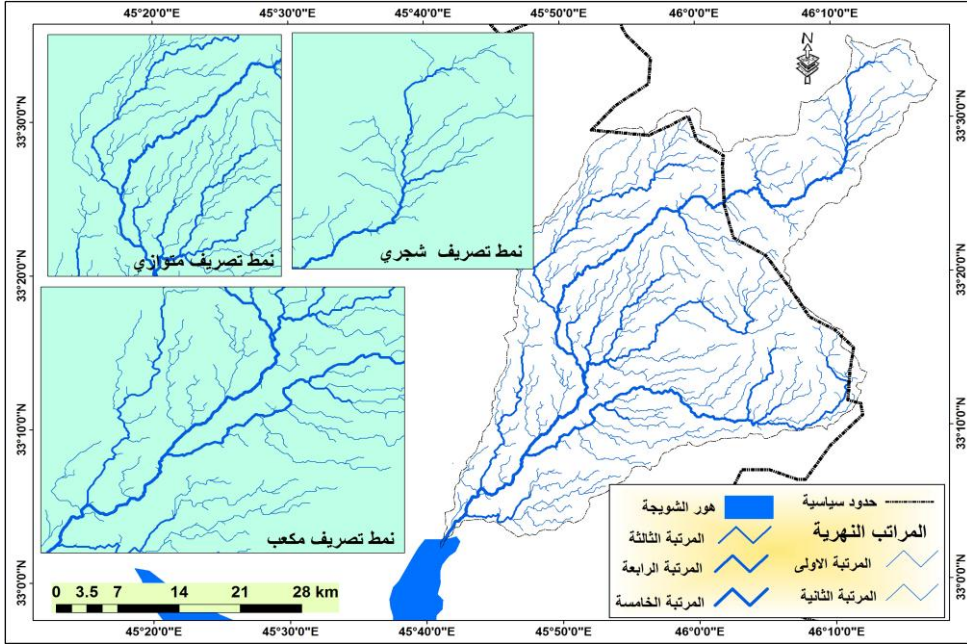 45°20'0"E 45°30'0"E 45°40'0"E 45°50'0"E 46°0'0"E 46°10'0"E
33°30'0"N 33°20'0"N 33°10'0"N 33°0'0"N
N
نمط تصريف متوازي
نمط تصريف شجري
نمط تصريف مكعب
حدود سياسية
هور الشويجة
المراتب النهرية
المرتبة الاولى
المرتبة الثانية
المرتبة الثالثة
المرتبة الرابعة
المرتبة الخامسة
0 3.5 7 14 21 28 km
33°30'0"N 33°20'0"N 33°10'0"N 33°0'0"N
45°20'0"E 45°30'0"E 45°40'0"E 45°50'0"E 46°0'0"E 46°10'0"E